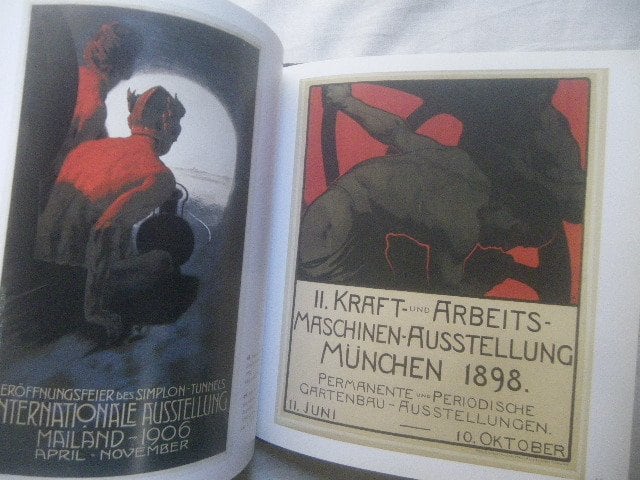 ERÖFFNUNGSFEIER DES SIMPLON-TUNNELS
INTERNATIONALE AUSSTELLUNG
MAILAND-1906
APRIL-NOVEMBER
II. KRAFT- UND ARBEITS-
MASCHINEN-AUSSTELLUNG
MÜNCHEN 1898.
PERMANENTE UND PERIODISCHE
GARTENBAU-AUSSTELLUNGEN.
11. JUNI — 10. OKTOBER